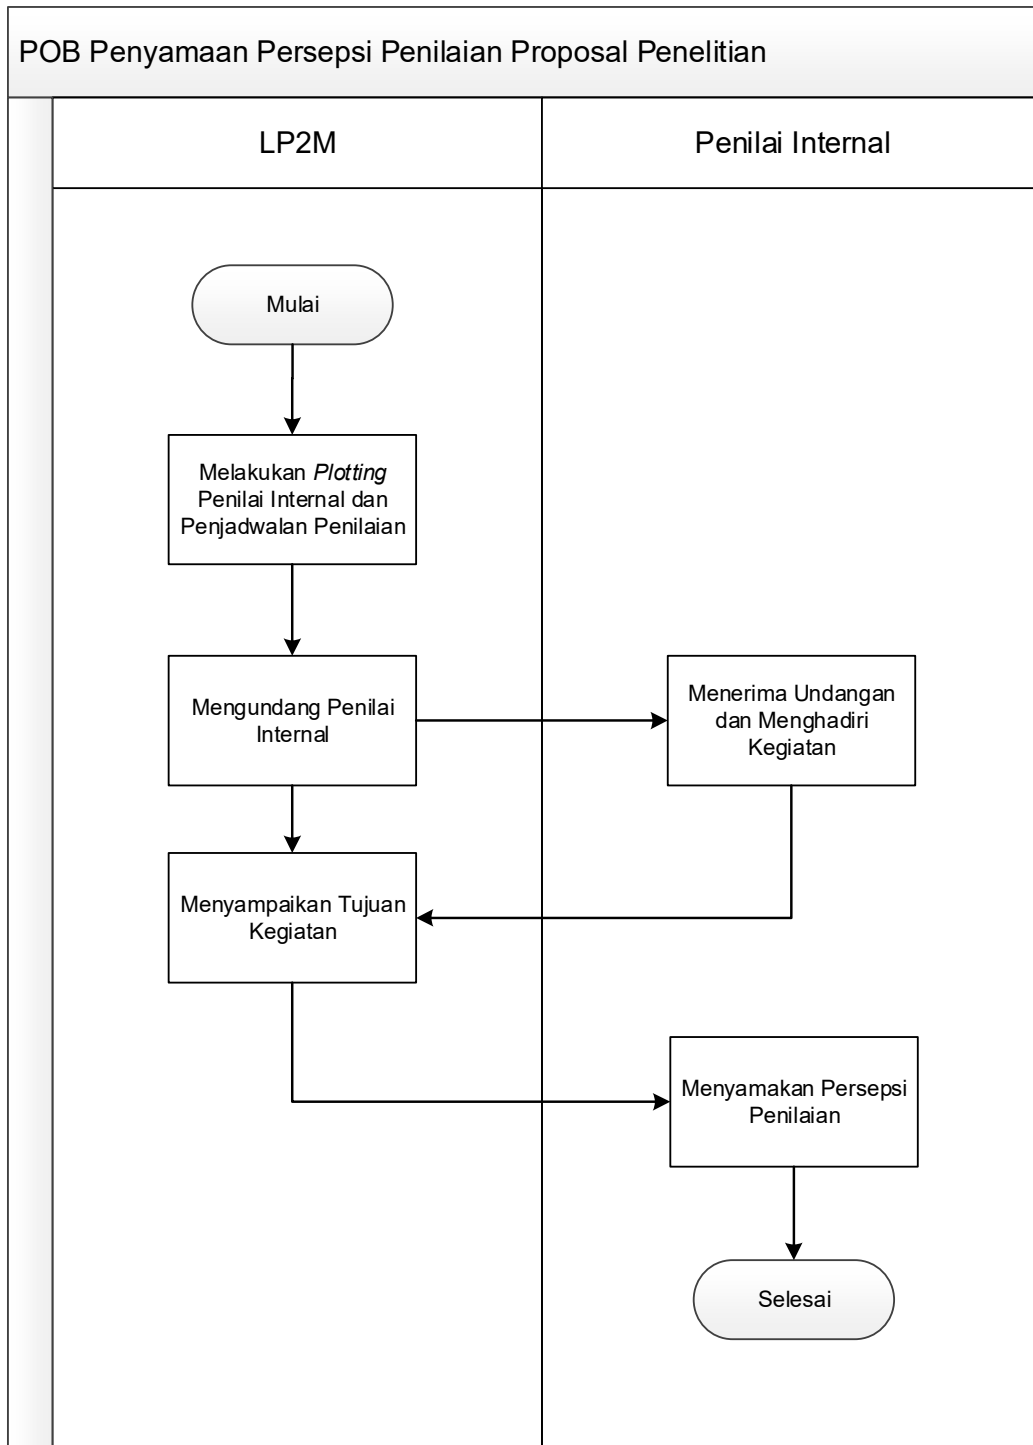 POB Penyamaan Persepsi Penilaian Proposal Penelitian
LP2M
Penilai Internal
Mulai
Melakukan Plotting
Penilai Internal dan
Penjadwalan Penilaian
Mengundang Penilai
Internal
Menerima Undangan
dan Menghadiri
Kegiatan
Menyampaikan Tujuan
Kegiatan
Menyamakan Persepsi
Penilaian
Selesai